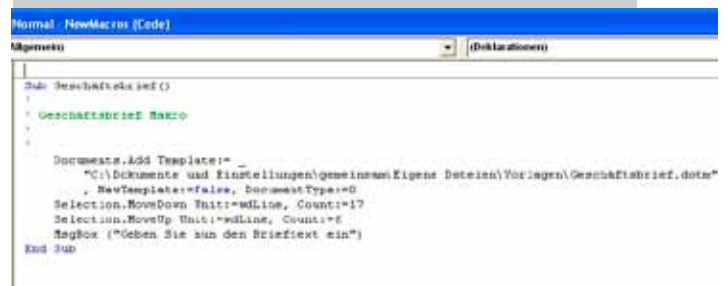 Normal - NewMacros (Code)
(Allgemein) (Deklarationen)
Sub Geschäftsbrief()
'
' Geschäftsbrief Makro
'
'
Documents.Add Template:= _
"C:\Dokumente und Einstellungen\gemeinsam\Eigene Dateien\Vorlagen\Geschäftsbrief.dotm"
, NewTemplate:=False, DocumentType:=0
Selection.MoveDown Unit:=wdLine, Count:=17
Selection.MoveUp Unit:=wdLine, Count:=6
MsgBox ("Geben Sie nun den Brieftext ein")
End Sub